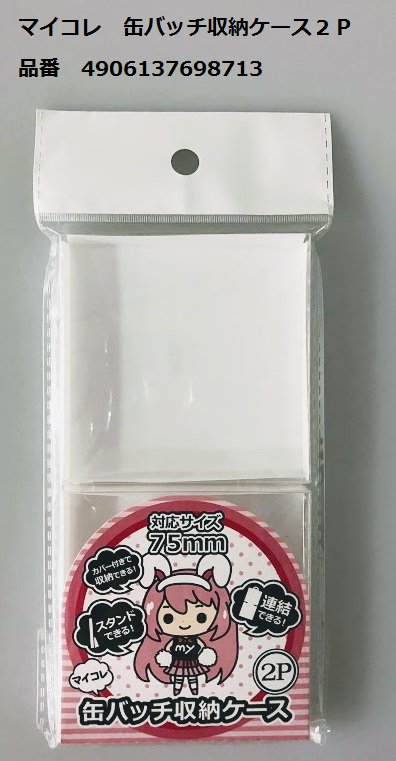 マイコレ　缶バッチ収納ケース２Ｐ
品番　4906137698713
対応サイズ
75mm
カバー付きで
収納できる！
スタンド
できる！
連結
できる！
my
マイコレ
2P
缶バッチ収納ケース